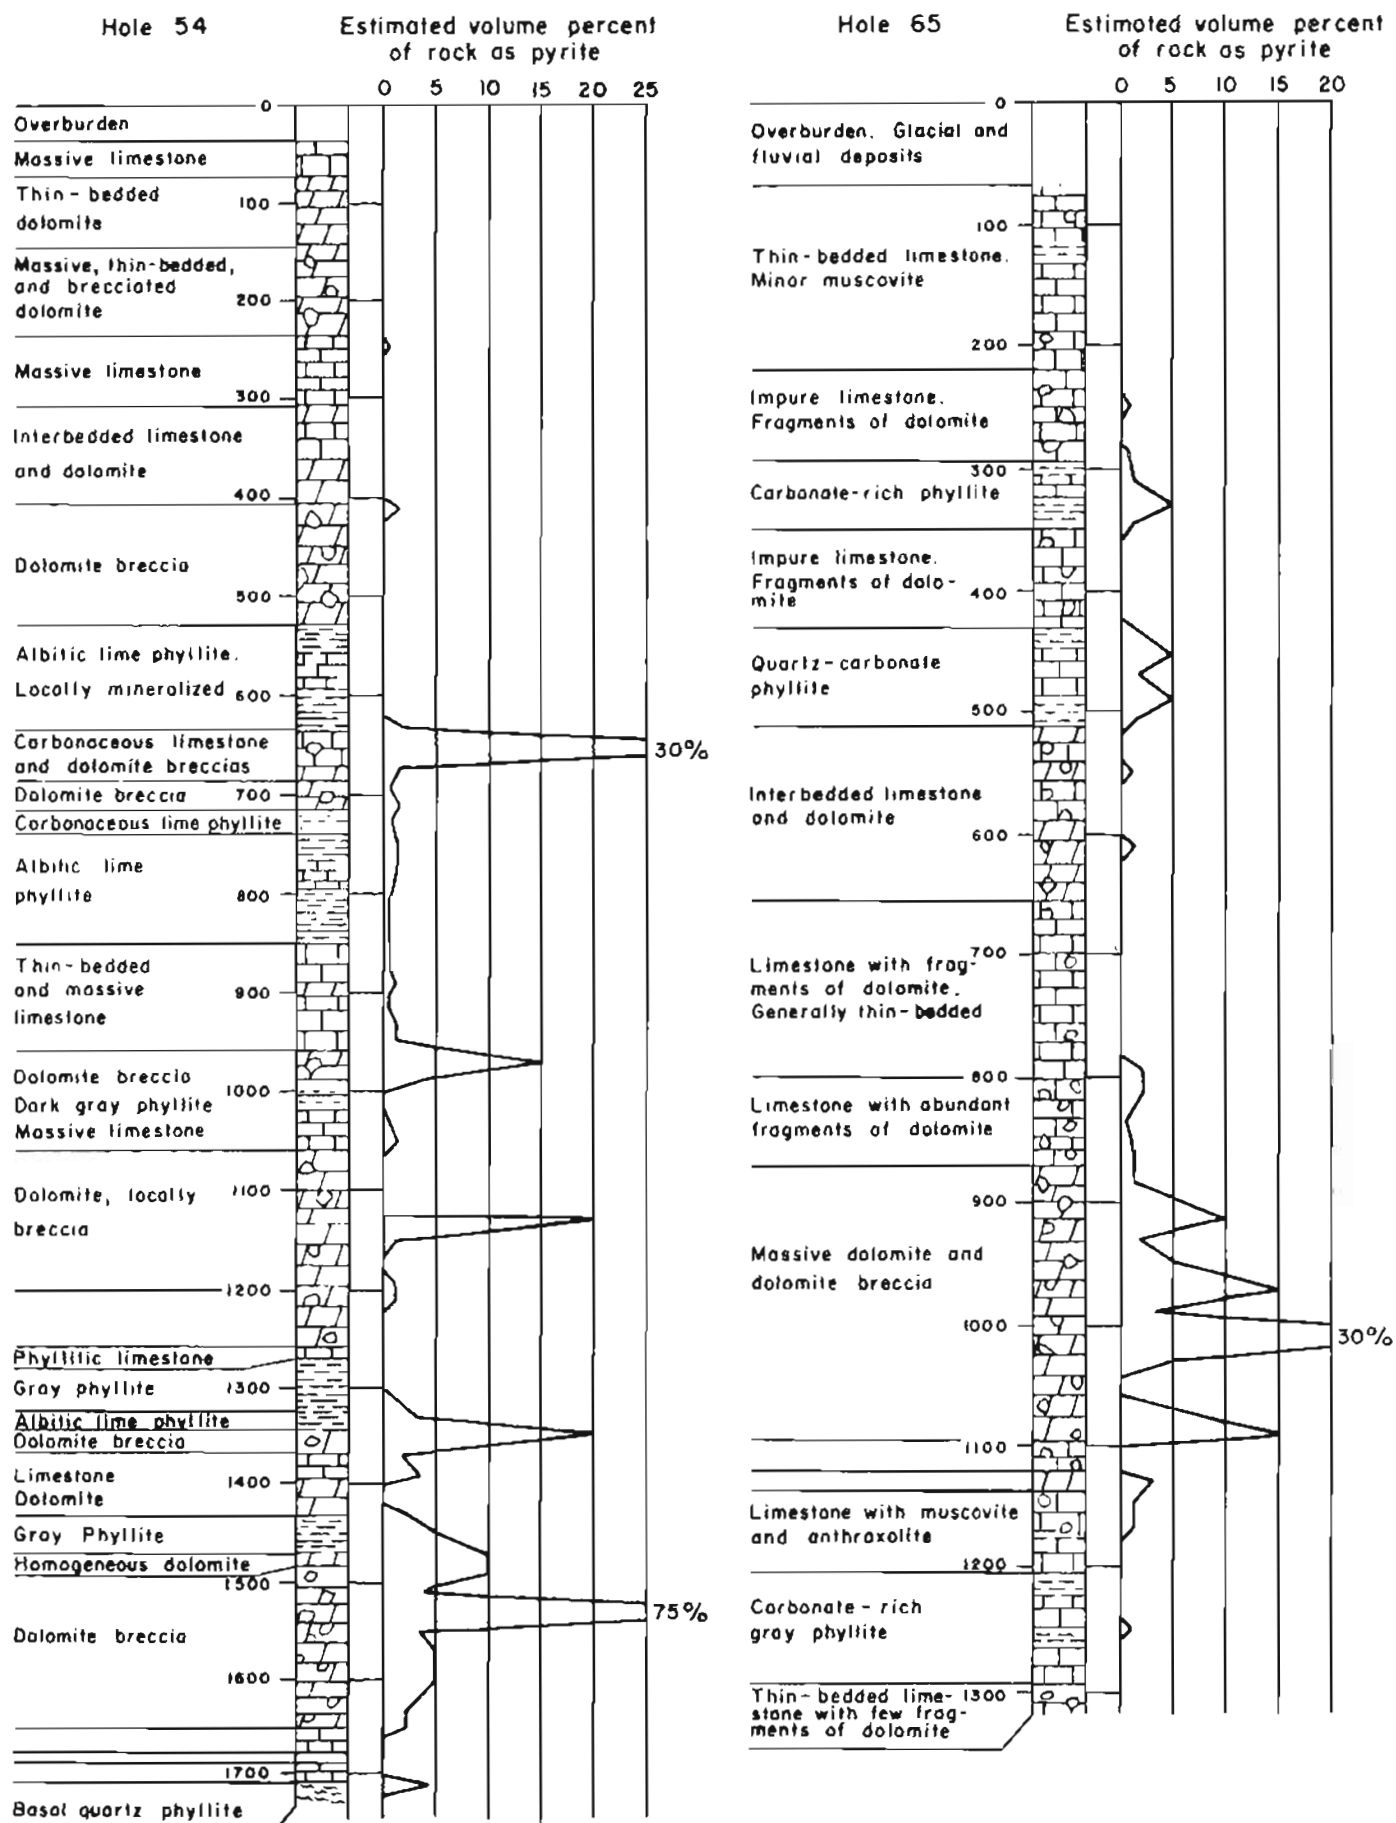 Hole 54
Estimated volume percent
of rock as pyrite
0 5 10 15 20 25
0
Overburden
Massive limestone
Thin-bedded
100
dolomite
Massive, thin-bedded,
and brecciated
200
dolomite
Massive limestone
300
Interbedded limestone
and dolomite
400
Dolomite breccia
500
Albitic lime phyllite.
Locally mineralized
600
Carbonaceous limestone
30%
and dolomite breccias
Dolomite breccia
700
Carbonaceous lime phyllite
Albitic lime
phyllite
800
Thin-bedded
and massive
900
limestone
Dolomite breccia
1000
Dark gray phyllite
Massive limestone
Dolomite, locally
1100
breccia
1200
Phyllitic limestone
Gray phyllite
1300
Albitic lime phyllite
Dolomite breccia
Limestone
1400
Dolomite
Gray Phyllite
Homogeneous dolomite
1500
75%
Dolomite breccia
1600
1700
Basal quartz phyllite
Hole 65
Estimated volume percent
of rock as pyrite
0 5 10 15 20
0
Overburden. Glacial and
fluvial deposits
100
Thin-bedded limestone.
Minor muscovite
200
Impure limestone.
Fragments of dolomite
300
Carbonate-rich phyllite
Impure limestone.
Fragments of dolo-
400
mite
Quartz-carbonate
phyllite
500
Interbedded limestone
and dolomite
600
700
Limestone with frag-
ments of dolomite.
Generally thin-bedded
800
Limestone with abundant
fragments of dolomite
900
Massive dolomite and
dolomite breccia
1000
30%
1100
Limestone with muscovite
and anthraxolite
1200
Carbonate-rich
gray phyllite
Thin-bedded lime-
1300
stone with few frag-
ments of dolomite